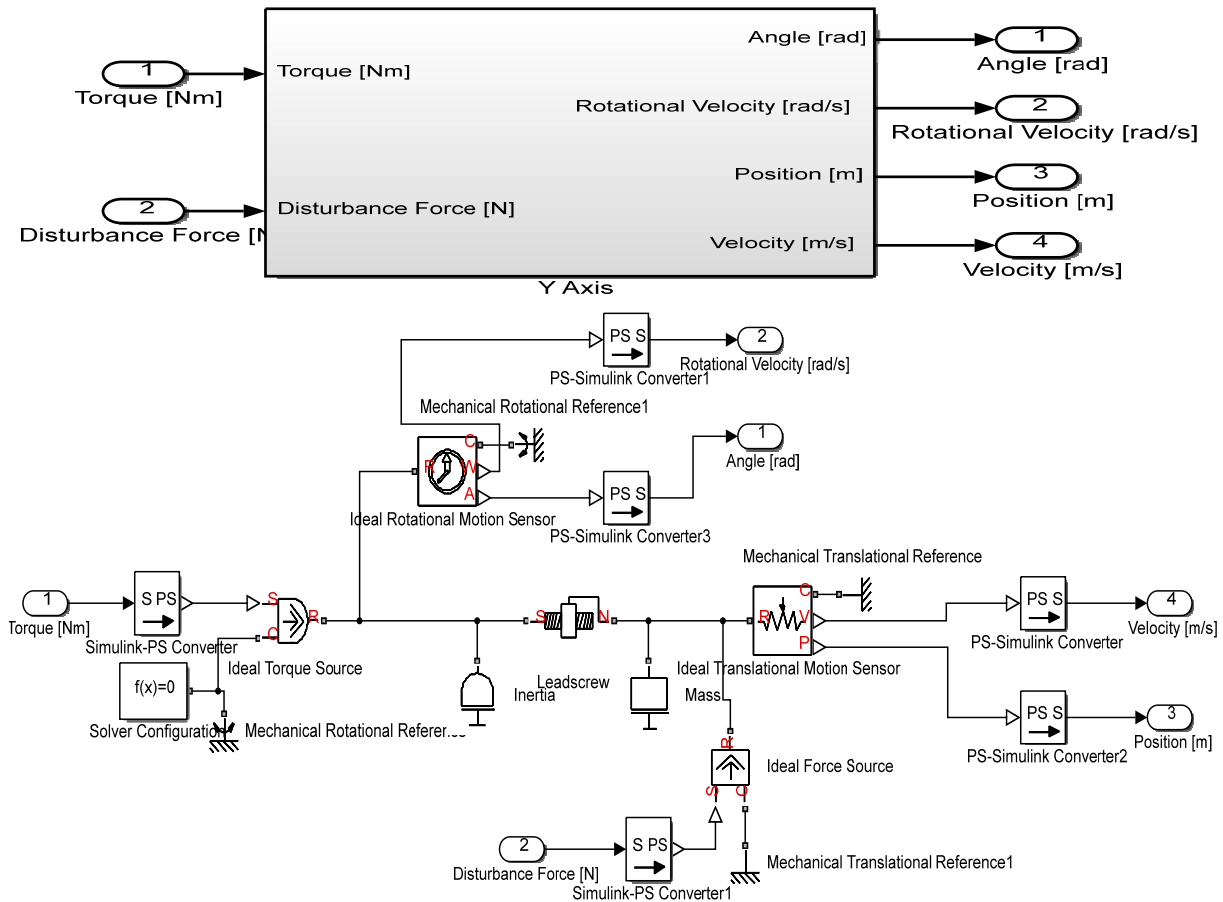 Angle [rad]
1
Angle [rad]
1
Torque [Nm]
Torque [Nm]
Rotational Velocity [rad/s]
2
Rotational Velocity [rad/s]
Position [m]
3
Position [m]
2
Disturbance Force [N
Disturbance Force [N]
Velocity [m/s]
4
Velocity [m/s]
Y Axis
PS S
PS-Simulink Converter1
2
Rotational Velocity [rad/s]
Mechanical Rotational Reference1
C
R
W
A
Ideal Rotational Motion Sensor
PS S
PS-Simulink Converter3
1
Angle [rad]
1
Torque [Nm]
S PS
Simulink-PS Converter
S
R
C
Ideal Torque Source
f(x)=0
Solver Configuration
Mechanical Rotational Reference
Inertia
S
N
Leadscrew
Mass
Mechanical Translational Reference
C
R
V
P
Ideal Translational Motion Sensor
PS S
PS-Simulink Converter
4
Velocity [m/s]
PS S
PS-Simulink Converter2
3
Position [m]
R
S
C
Ideal Force Source
2
Disturbance Force [N]
S PS
Simulink-PS Converter1
Mechanical Translational Reference1